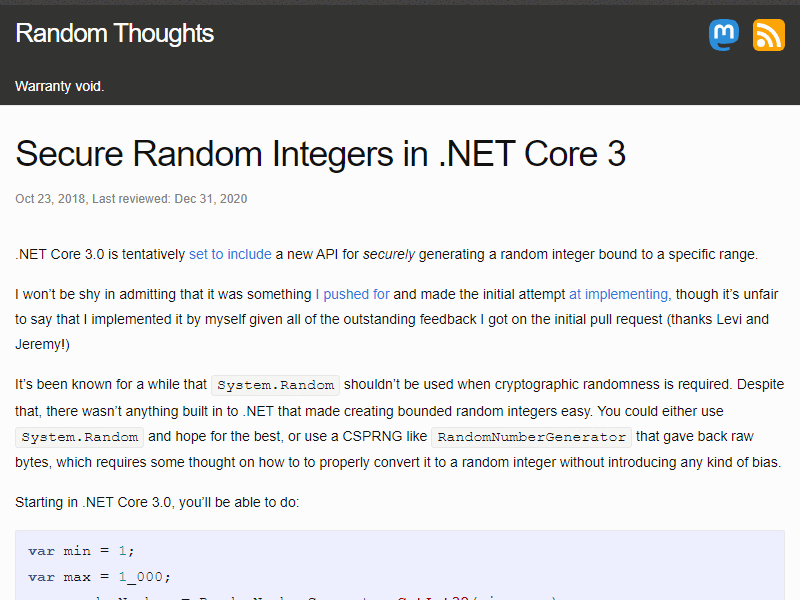 Random Thoughts
Warranty void.
Secure Random Integers in .NET Core 3
Oct 23, 2018, Last reviewed: Dec 31, 2020
.NET Core 3.0 is tentatively set to include a new API for securely generating a random integer bound to a specific range.
I won't be shy in admitting that it was something I pushed for and made the initial attempt at implementing, though it's unfair
to say that I implemented it by myself given all of the outstanding feedback I got on the initial pull request (thanks Levi and
Jeremy!)
It's been known for a while that System.Random shouldn't be used when cryptographic randomness is required. Despite
that, there wasn't anything built in to .NET that made creating bounded random integers easy. You could either use
System.Random and hope for the best, or use a CSPRNG like RandomNumberGenerator that gave back raw
bytes, which requires some thought on how to to properly convert it to a random integer without introducing any kind of bias.
Starting in .NET Core 3.0, you'll be able to do:
var min = 1;
var max = 1_000;